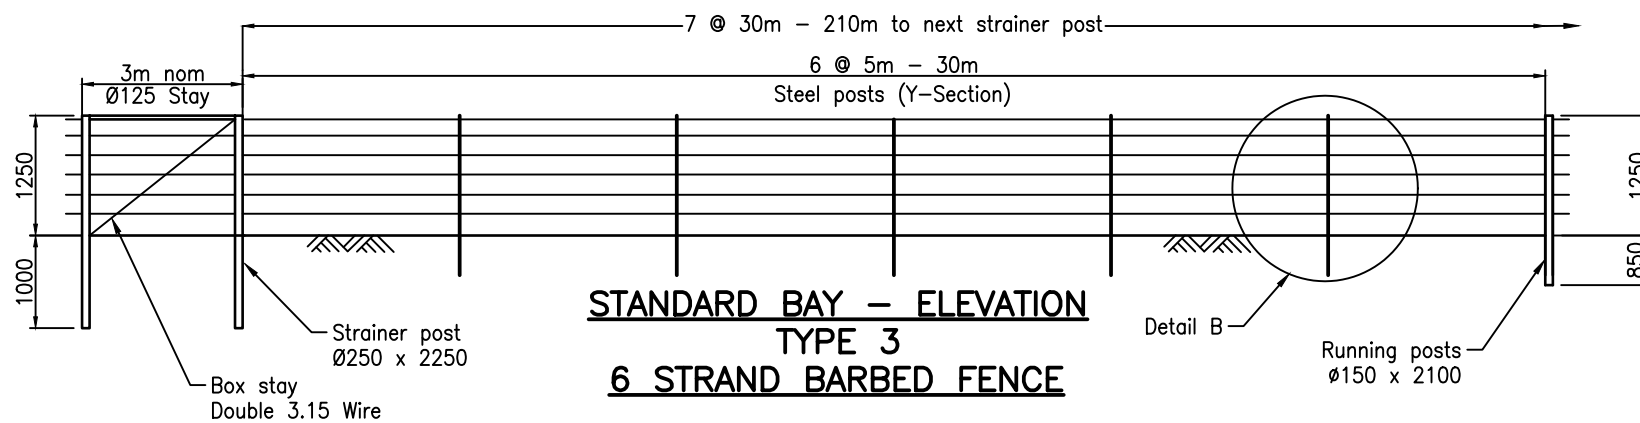 7 @ 30m - 210m to next strainer post
6 @ 5m - 30m
3m nom
Ø125 Stay
Steel posts (Y-Section)
1250
1250
1000
850
STANDARD BAY - ELEVATION
TYPE 3
6 STRAND BARBED FENCE
Strainer post
Ø250 x 2250
Box stay
Double 3.15 Wire
Detail B
Running posts
Ø150 x 2100